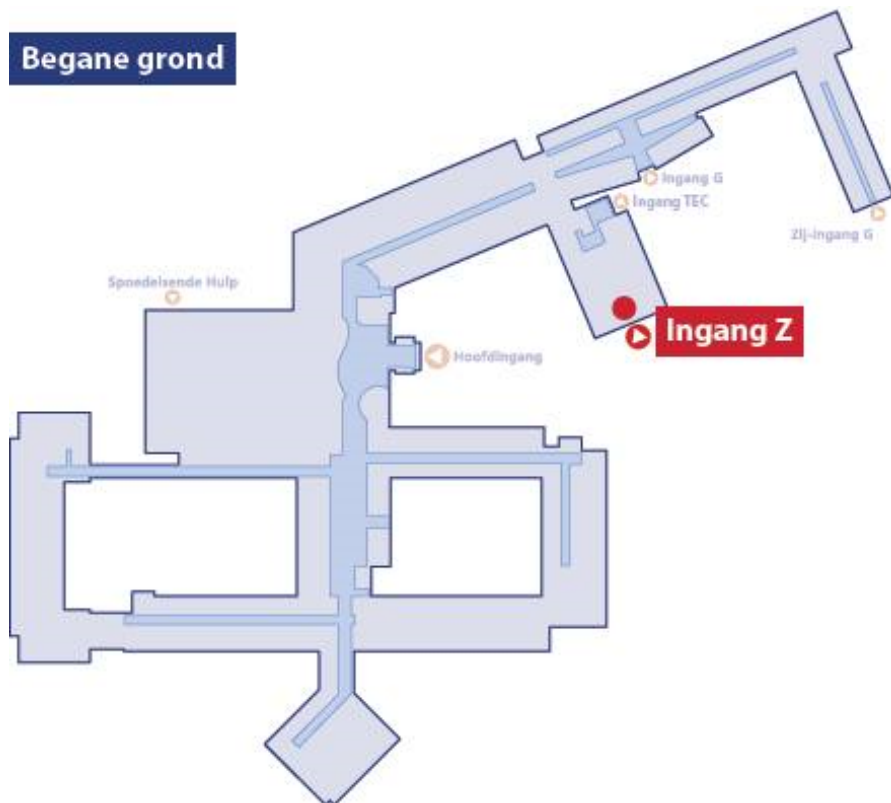 Begane grond
Ingang G
Ingang TEC
Zij-ingang G
Spoedeisende Hulp
Ingang Z
Hoofdingang